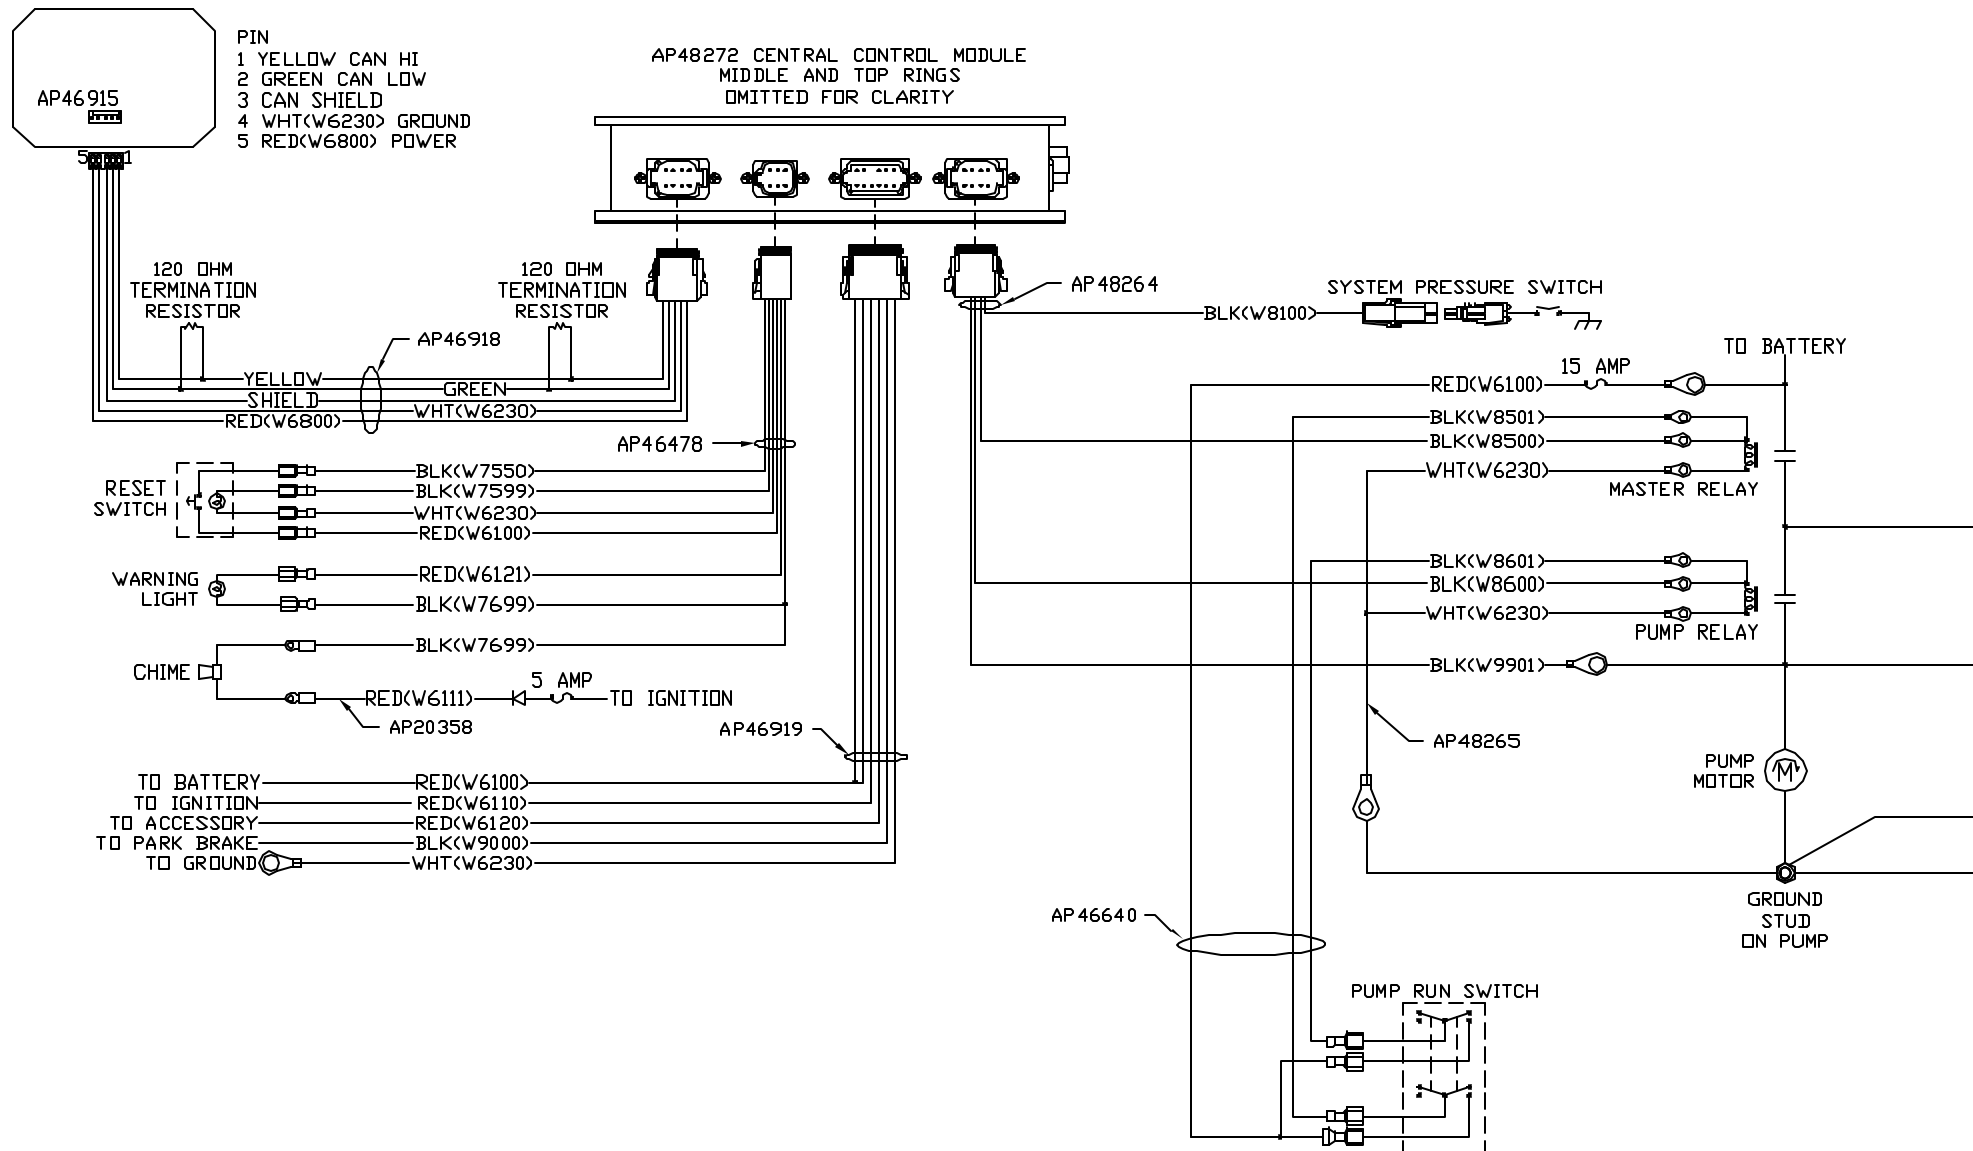 PIN
1 YELLOW CAN HI
2 GREEN CAN LOW
3 CAN SHIELD
4 WHT(W6230) GROUND
5 RED(W6800) POWER
AP46915
5
1
AP48272 CENTRAL CONTROL MODULE
MIDDLE AND TOP RINGS
OMITTED FOR CLARITY
120 OHM
TERMINATION
RESISTOR
120 OHM
TERMINATION
RESISTOR
AP46918
YELLOW
GREEN
SHIELD
WHT(W6230)
RED(W6800)
AP46478
RESET
SWITCH
BLK(W7550)
BLK(W7599)
WHT(W6230)
RED(W6100)
WARNING
LIGHT
RED(W6121)
BLK(W7699)
CHIME
BLK(W7699)
RED(W6111)
5 AMP
TO IGNITION
AP20358
AP46919
TO BATTERY
RED(W6100)
TO IGNITION
RED(W6110)
TO ACCESSORY
RED(W6120)
TO PARK BRAKE
BLK(W9000)
TO GROUND
WHT(W6230)
AP48264
SYSTEM PRESSURE SWITCH
BLK(W8100)
TO BATTERY
15 AMP
RED(W6100)
BLK(W8501)
BLK(W8500)
WHT(W6230)
MASTER RELAY
BLK(W8601)
BLK(W8600)
WHT(W6230)
PUMP RELAY
BLK(W9901)
AP48265
PUMP
MOTOR
M
GROUND
STUD
ON PUMP
AP46640
PUMP RUN SWITCH